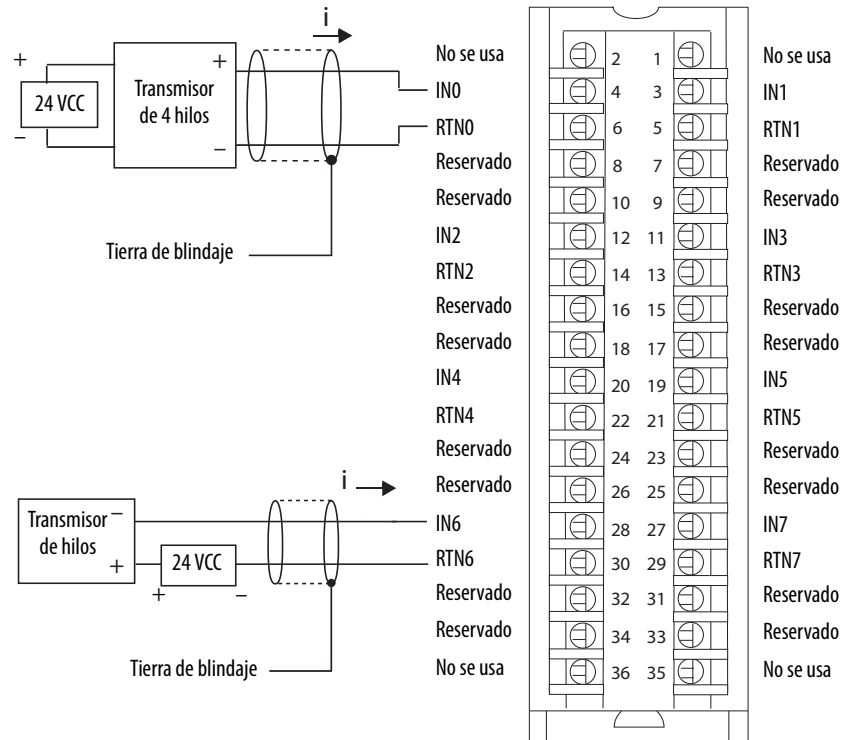 i
+
24 VCC
–
Transmisor
de 4 hilos
+
–
Tierra de blindaje
No se usa 2 1 No se usa
IN0 4 3 IN1
RTN0 6 5 RTN1
Reservado 8 7 Reservado
Reservado 10 9 Reservado
IN2 12 11 IN3
RTN2 14 13 RTN3
Reservado 16 15 Reservado
Reservado 18 17 Reservado
IN4 20 19 IN5
RTN4 22 21 RTN5
Reservado 24 23 Reservado
Reservado 26 25 Reservado
IN6 28 27 IN7
RTN6 30 29 RTN7
Reservado 32 31 Reservado
Reservado 34 33 Reservado
No se usa 36 35 No se usa
i
Transmisor –
de hilos
+
24 VCC
+ –
Tierra de blindaje